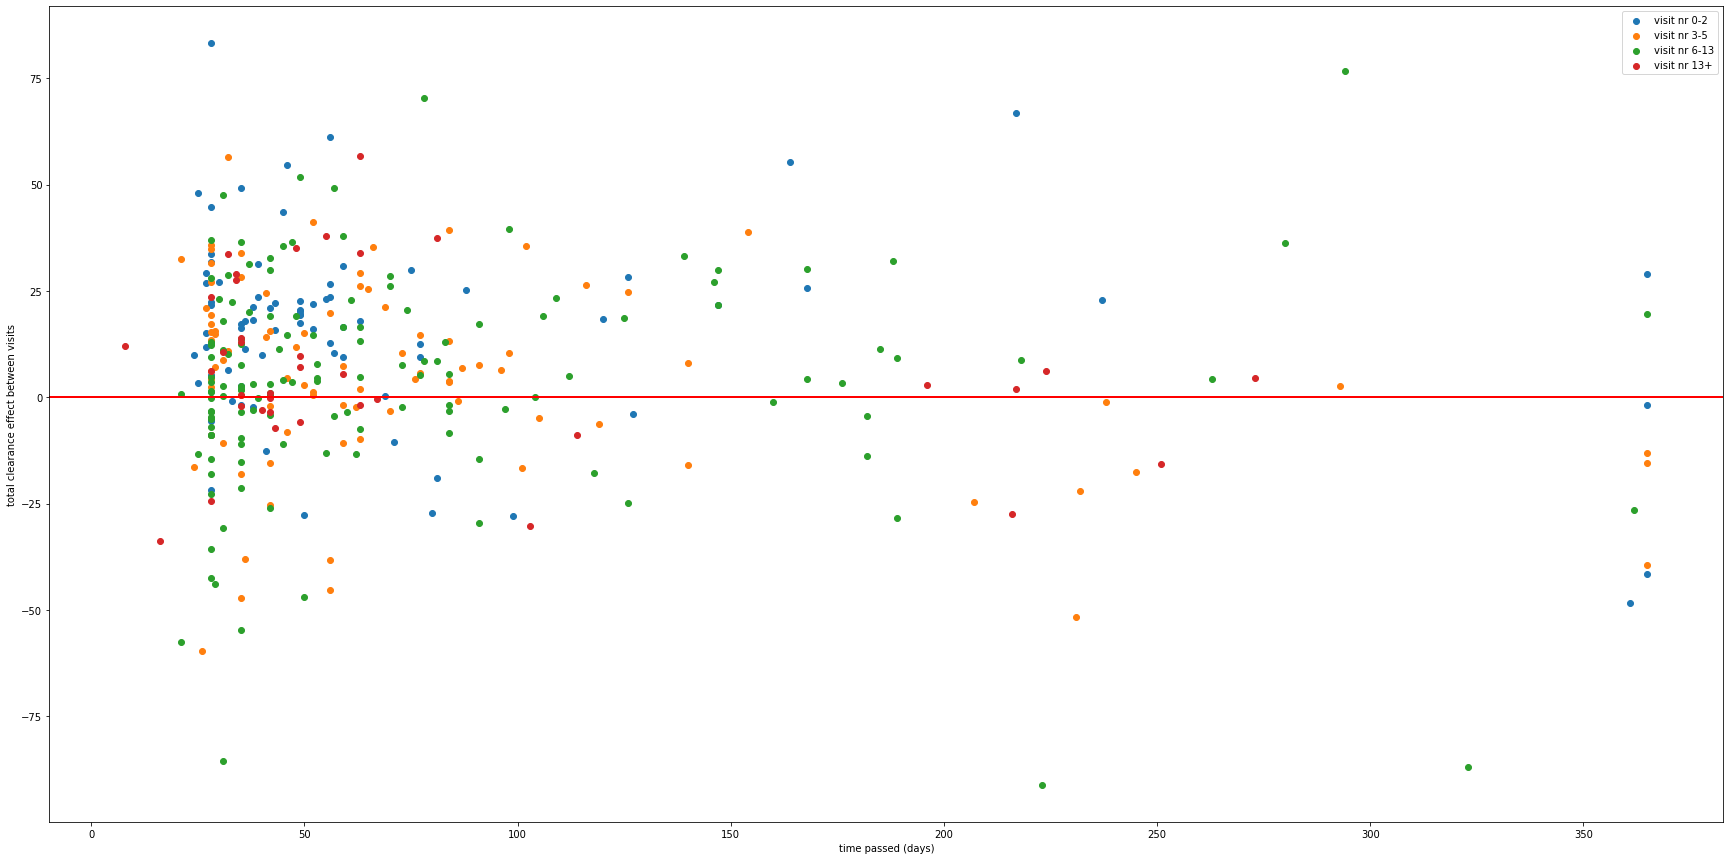 visit nr 0-2
visit nr 3-5
visit nr 6-13
visit nr 13+
total clearance effect between visits
75
50
25
0
−25
−50
−75
0
50
100
150
200
250
300
350
time passed (days)